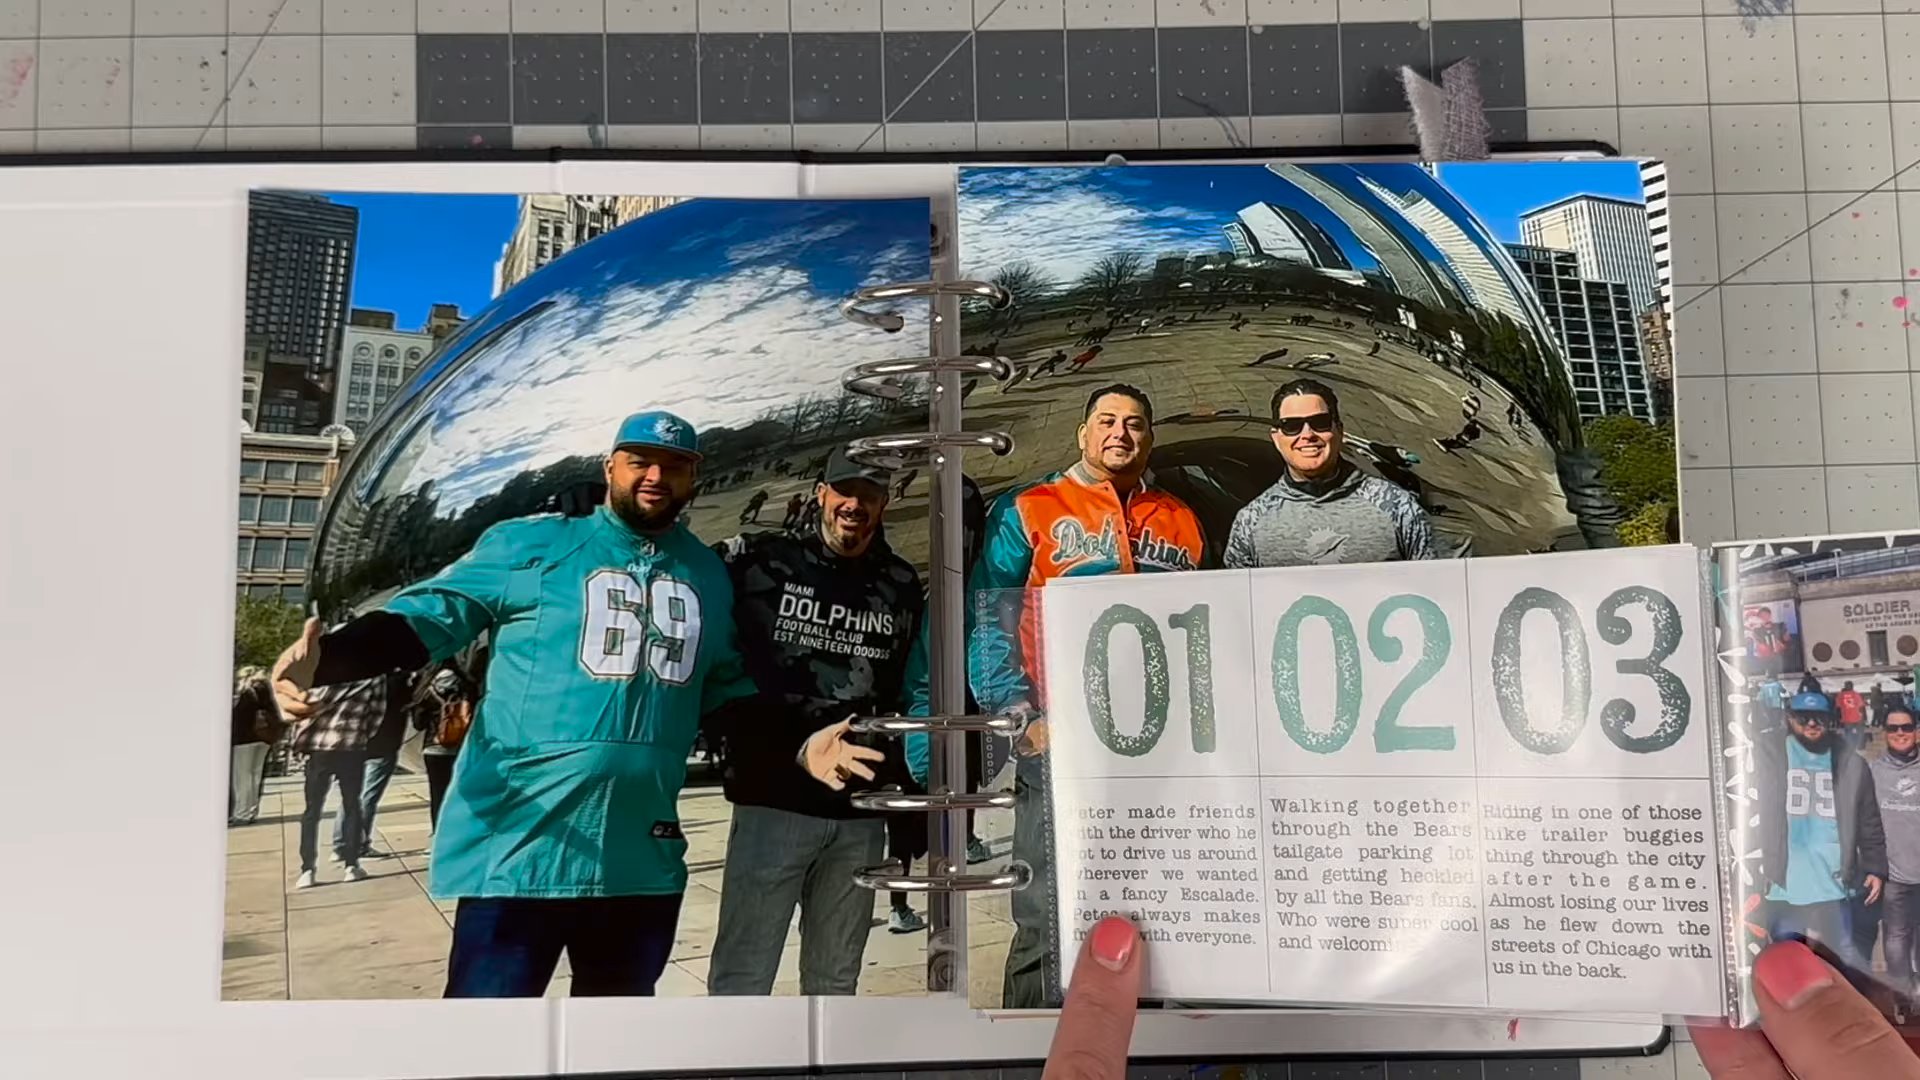 69
MIAMI
DOLPHINS
FOOTBALL CLUB
EST. NINETEEN
Dolphins
01 02 03
made friends
the driver who he
to drive us around
wherever we wanted
a fancy Escalade.
always makes
with everyone.
Walking together
through the Bears
tailgate parking lot
and getting heckled
by all the Bears fans.
Who were super cool
and
Riding in one of those
bike trailer buggies
thing through the city
after the game.
Almost losing our lives
as he flew down the
streets of Chicago with
us in the back.
SOLDIER
69